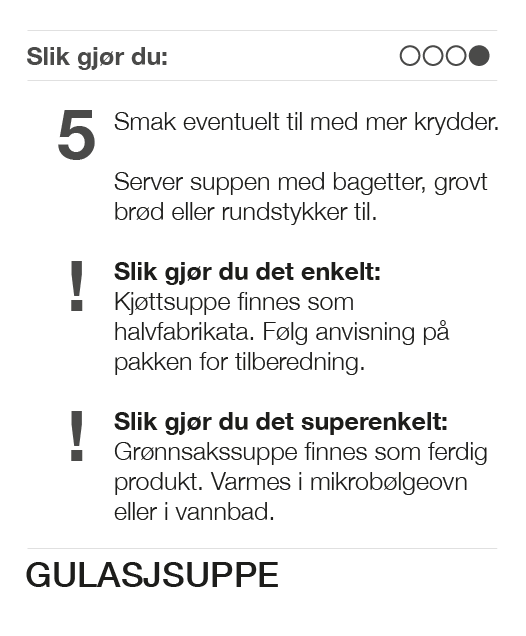 Slik gjør du:
5 Smak eventuelt til med mer krydder.
Server suppen med bagetter, grovt
brød eller rundstykker til.
! Slik gjør du det enkelt:
Kjøttsuppe finnes som
halvfabrikata. Følg anvisning på
pakken for tilberedning.
! Slik gjør du det superenkelt:
Grønnsakssuppe finnes som ferdig
produkt. Varmes i mikrobølgeovn
eller i vannbad.
GULASJSUPPE